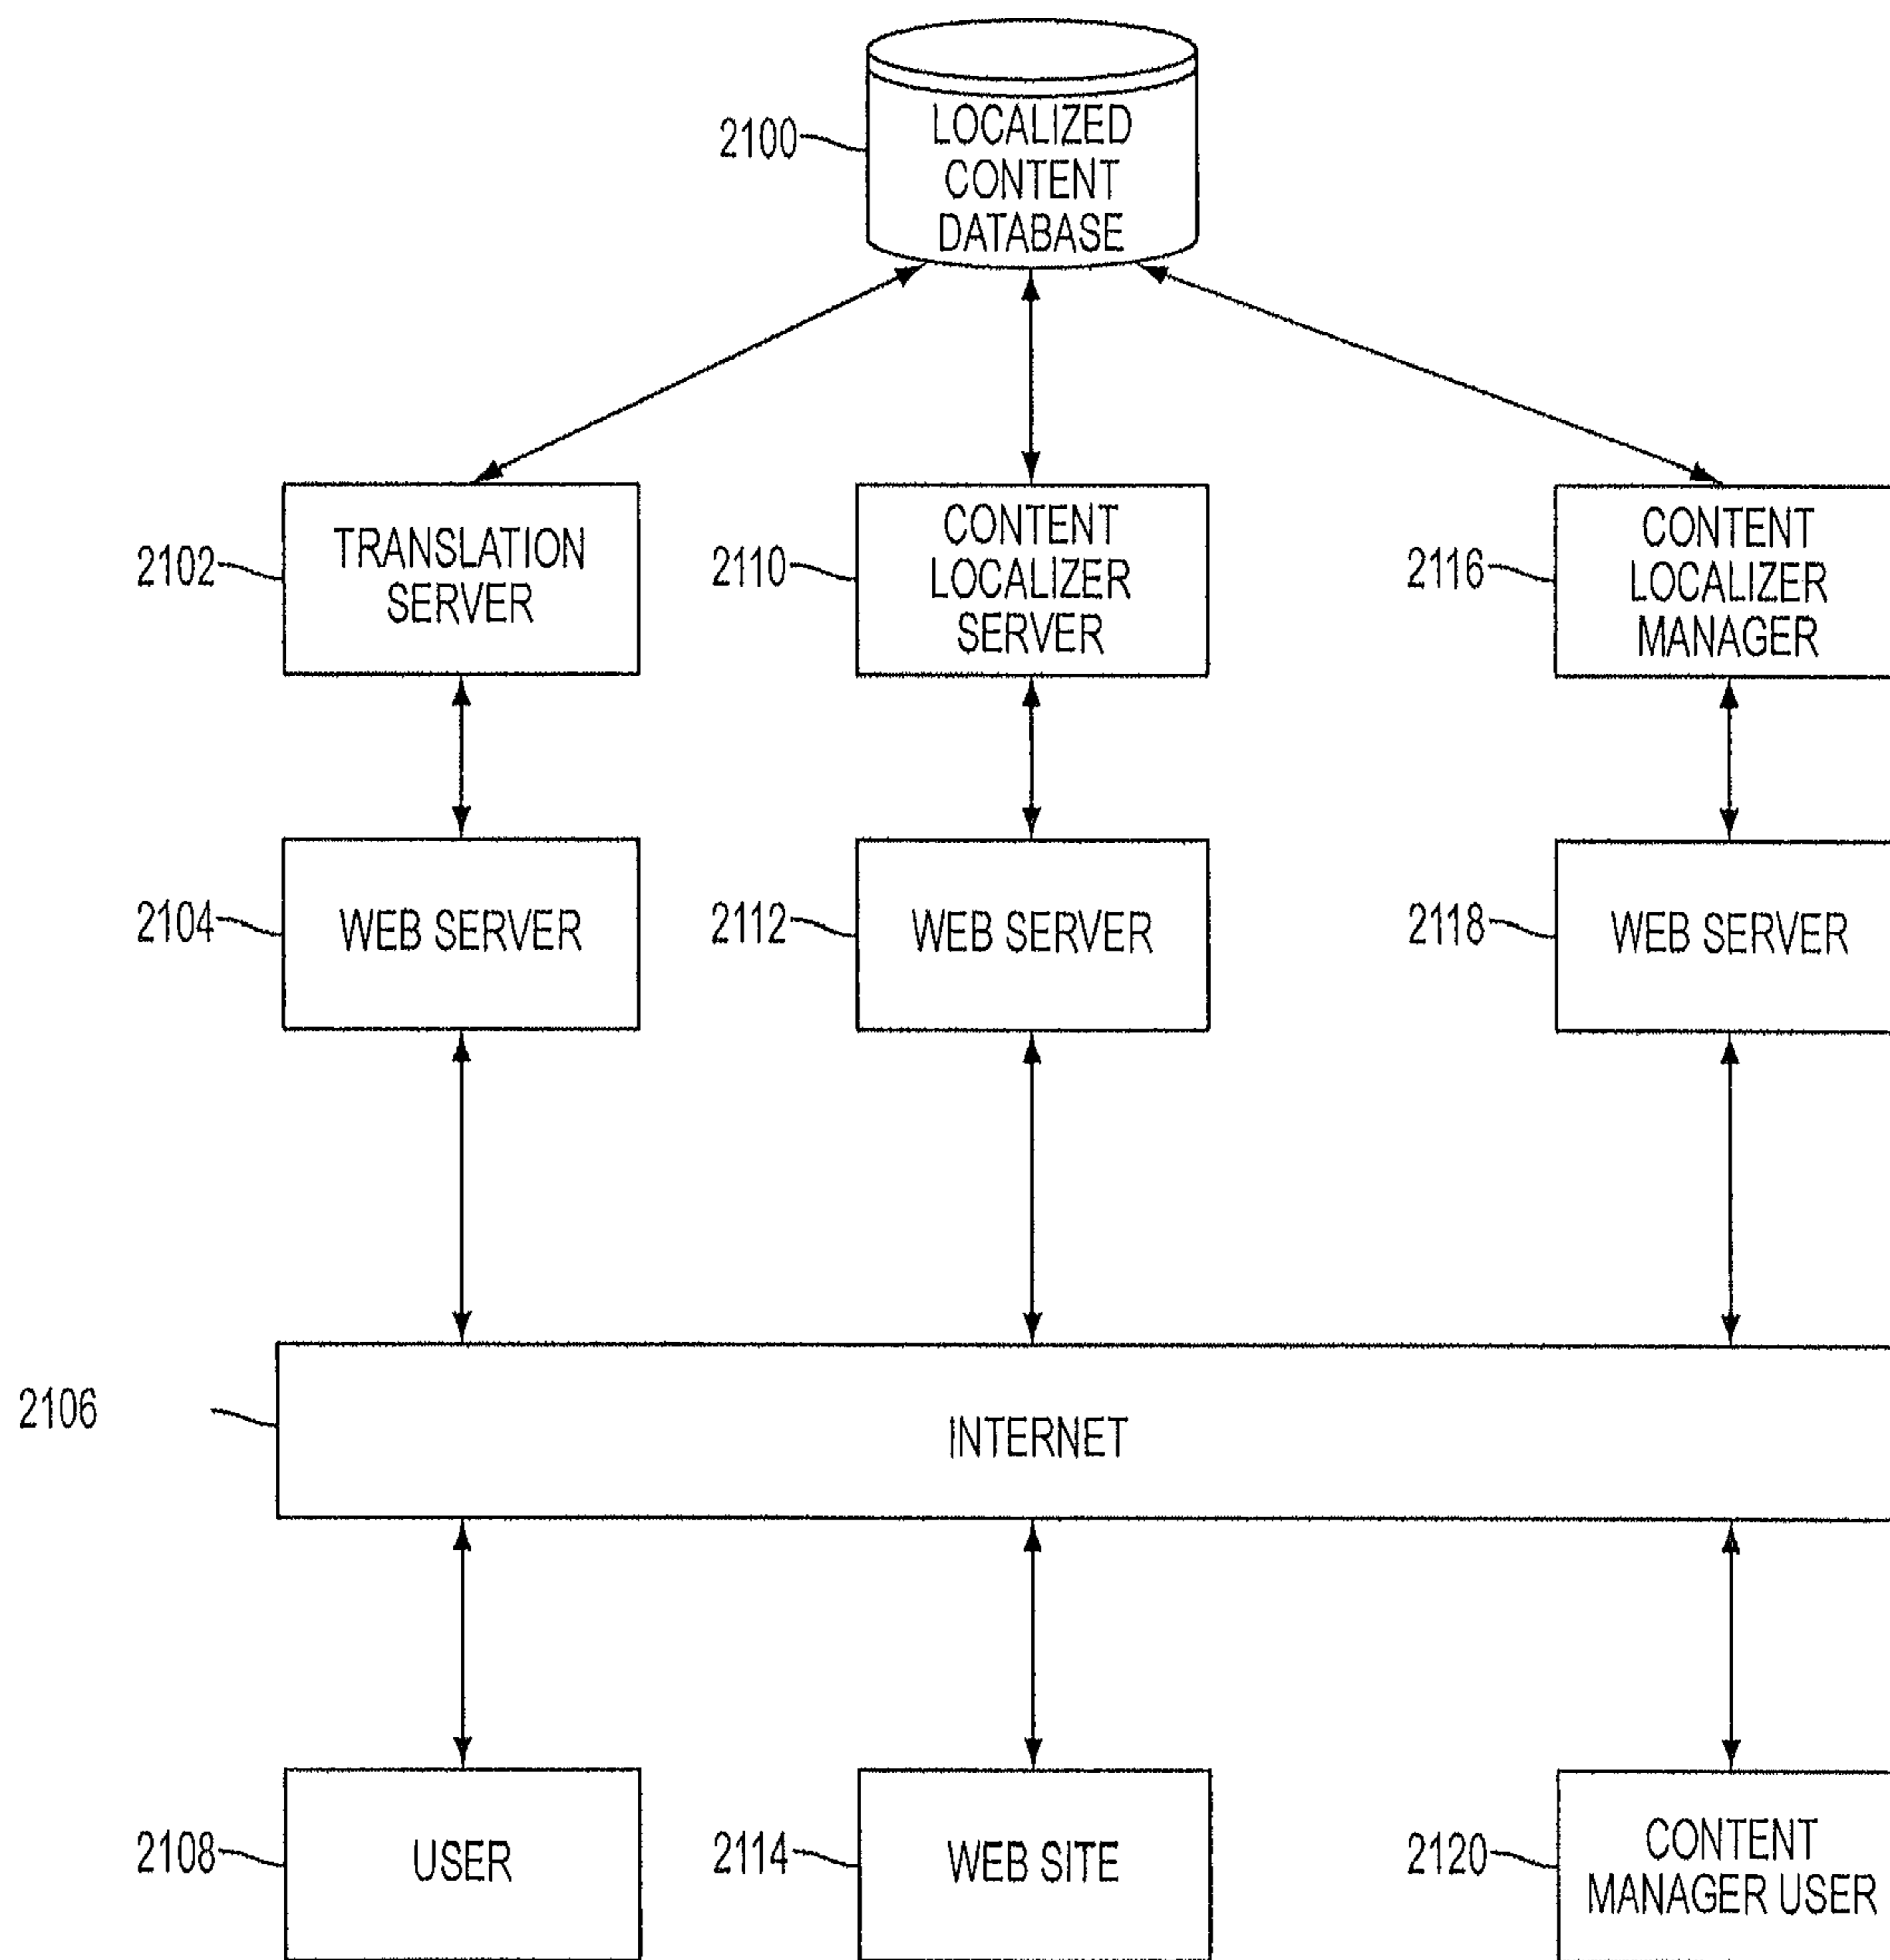 2100
LOCALIZED
CONTENT
DATABASE
2102
TRANSLATION
SERVER
2110
CONTENT
LOCALIZER
SERVER
2116
CONTENT
LOCALIZER
MANAGER
2104
WEB SERVER
2112
WEB SERVER
2118
WEB SERVER
2106
INTERNET
2108
USER
2114
WEB SITE
2120
CONTENT
MANAGER USER